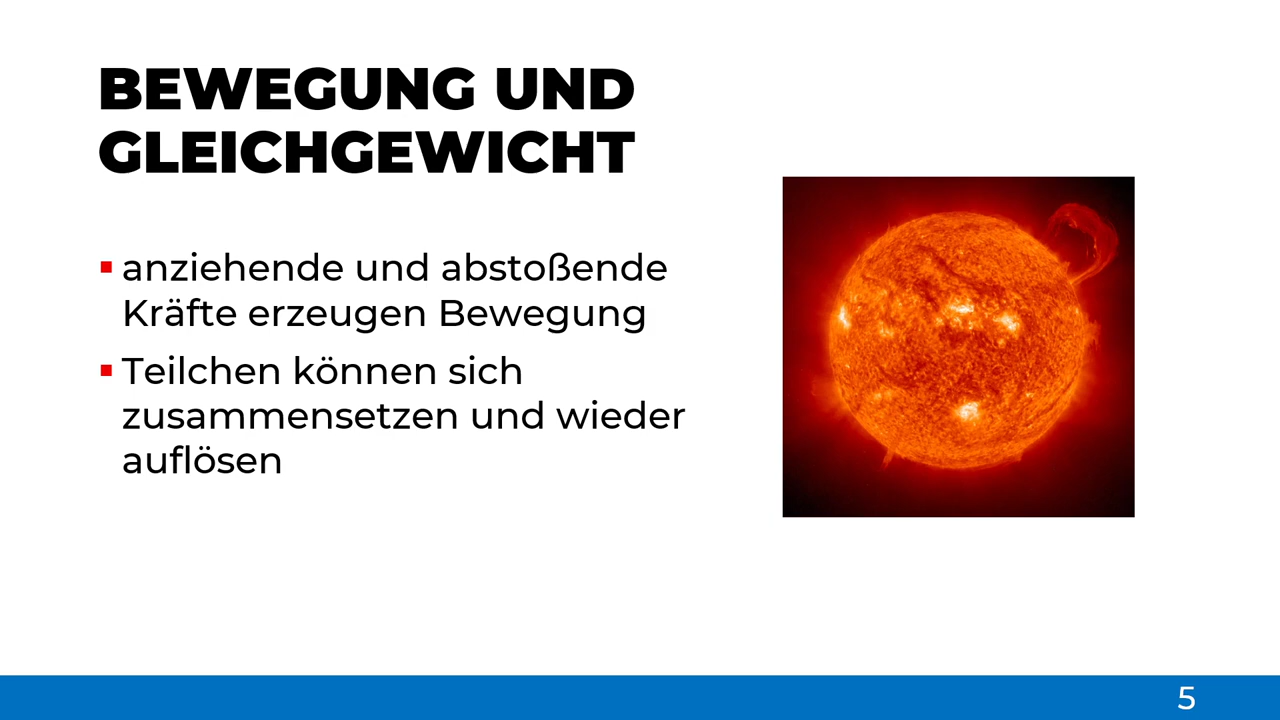 BEWEGUNG UND
GLEICHGEWICHT
▪ anziehende und abstoßende
Kräfte erzeugen Bewegung
▪ Teilchen können sich
zusammensetzen und wieder
auflösen
5